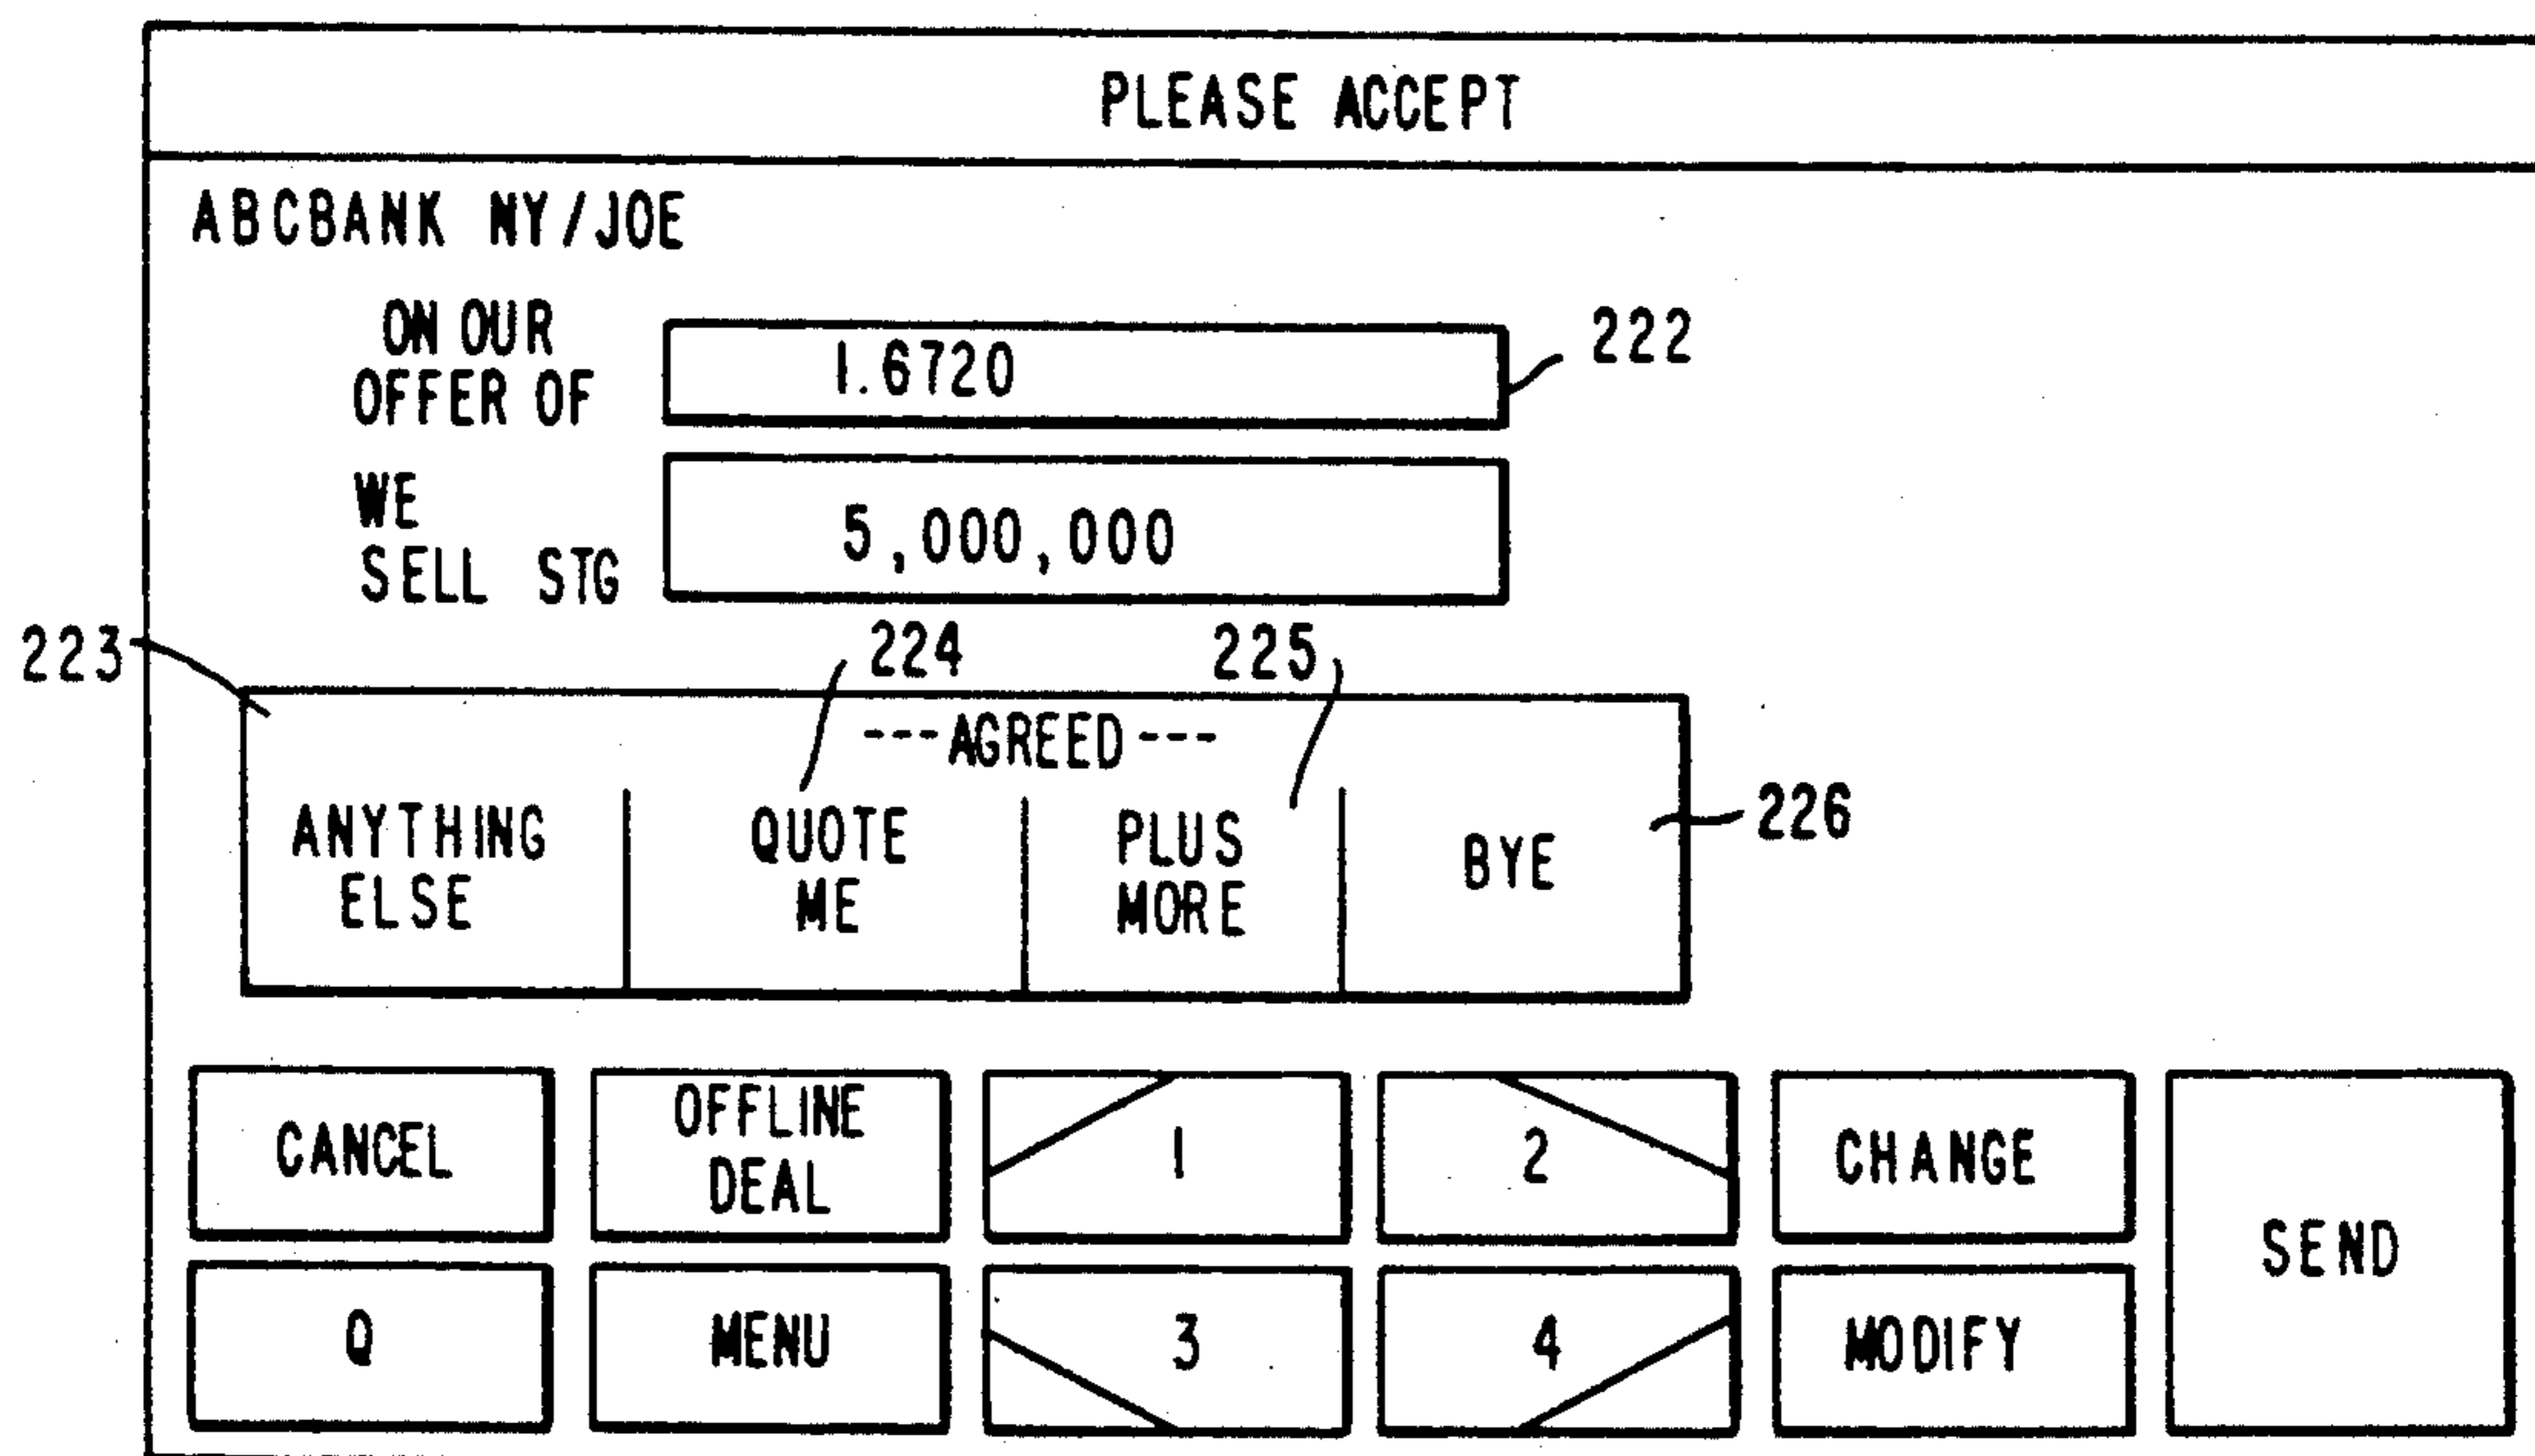 PLEASE ACCEPT
ABCBANK NY/JOE
ON OUR
OFFER OF
1.6720
222
WE
SELL STG
5,000,000
223
224
225
---AGREED---
ANYTHING
ELSE
QUOTE
ME
PLUS
MORE
BYE
226
CANCEL
OFFLINE
DEAL
1
2
CHANGE
SEND
Q
MENU
3
4
MODIFY